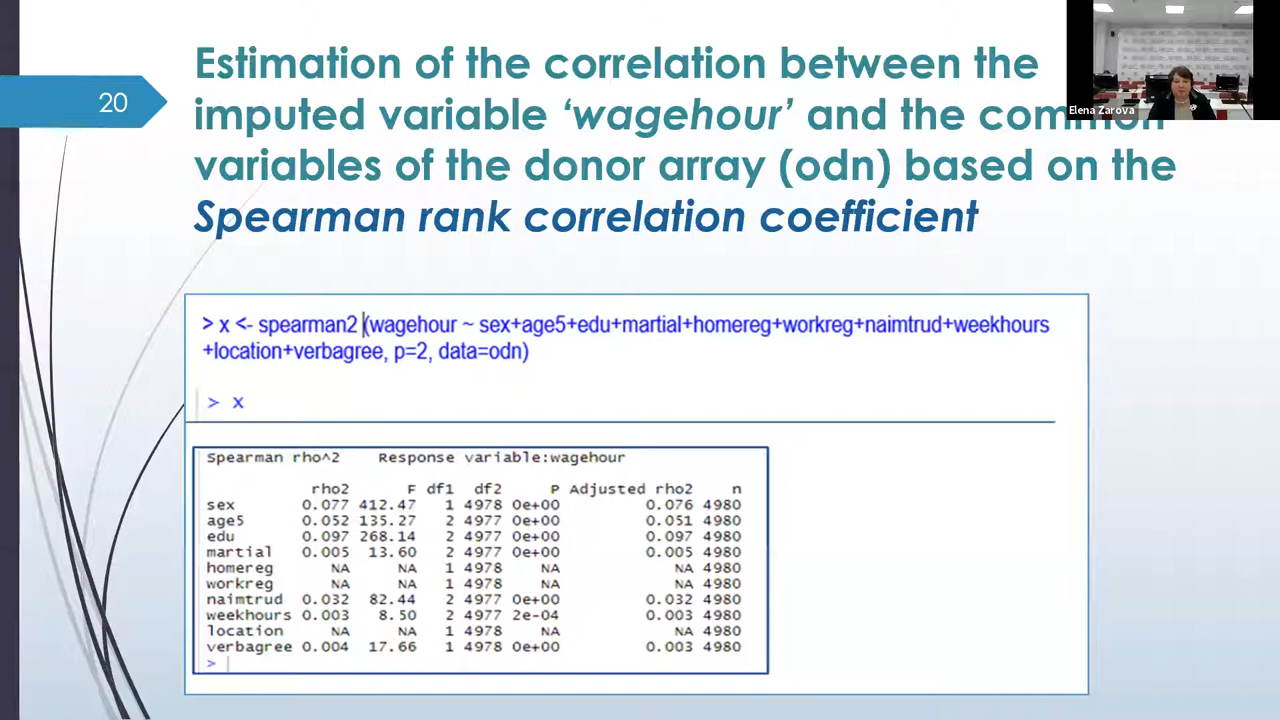 Estimation of the correlation between the
20
imputed variable ‘wagehour’ and the common
variables of the donor array (odn) based on the
Spearman rank correlation coefficient
Elena Zarova
> x <- spearman2 (wagehour ~ sex+age5+edu+martial+homereg+workreg+naimtrud+weekhours
+location+verbagree, p=2, data=odn)
> x
Spearman rho^2 Response variable:wagehour
rho2 F df1 df2 P Adjusted rho2 n
sex 0.077 412.47 1 4978 0e+00 0.076 4980
age5 0.052 135.27 2 4977 0e+00 0.051 4980
edu 0.097 268.14 2 4977 0e+00 0.097 4980
martial 0.005 13.60 2 4977 0e+00 0.005 4980
homereg NA NA 1 4978 NA NA 4980
workreg NA NA 1 4978 NA NA 4980
naimtrud 0.032 82.44 2 4977 0e+00 0.032 4980
weekhours 0.003 8.50 2 4977 2e-04 0.003 4980
location NA NA 1 4978 NA NA 4980
verbagree 0.004 17.66 1 4978 0e+00 0.003 4980
>